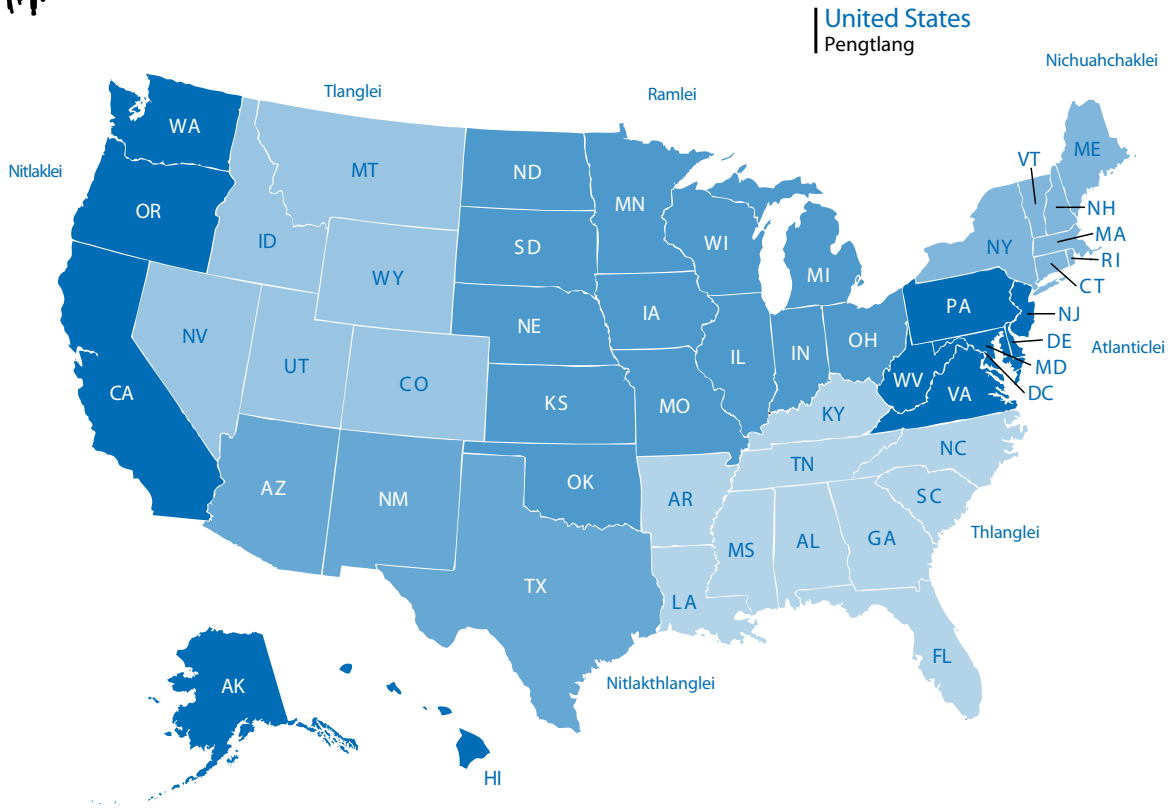 United States
Pengtlang
Nichuahchaklei
Tlanglei
Ramlei
WA
ME
VT
MT
ND
Nitlaklei
MN
OR
NH
MA
ID
SD
WI
NY
RI
WY
MI
CT
PA
NJ
IA
NE
NV
OH
DE
Atlanticlei
IL
IN
UT
MD
CO
WV
DC
CA
VA
KS
MO
KY
NC
TN
OK
AZ
NM
AR
SC
Thlanglei
GA
AL
MS
TX
LA
FL
Nitlakthlanglei
AK
HI